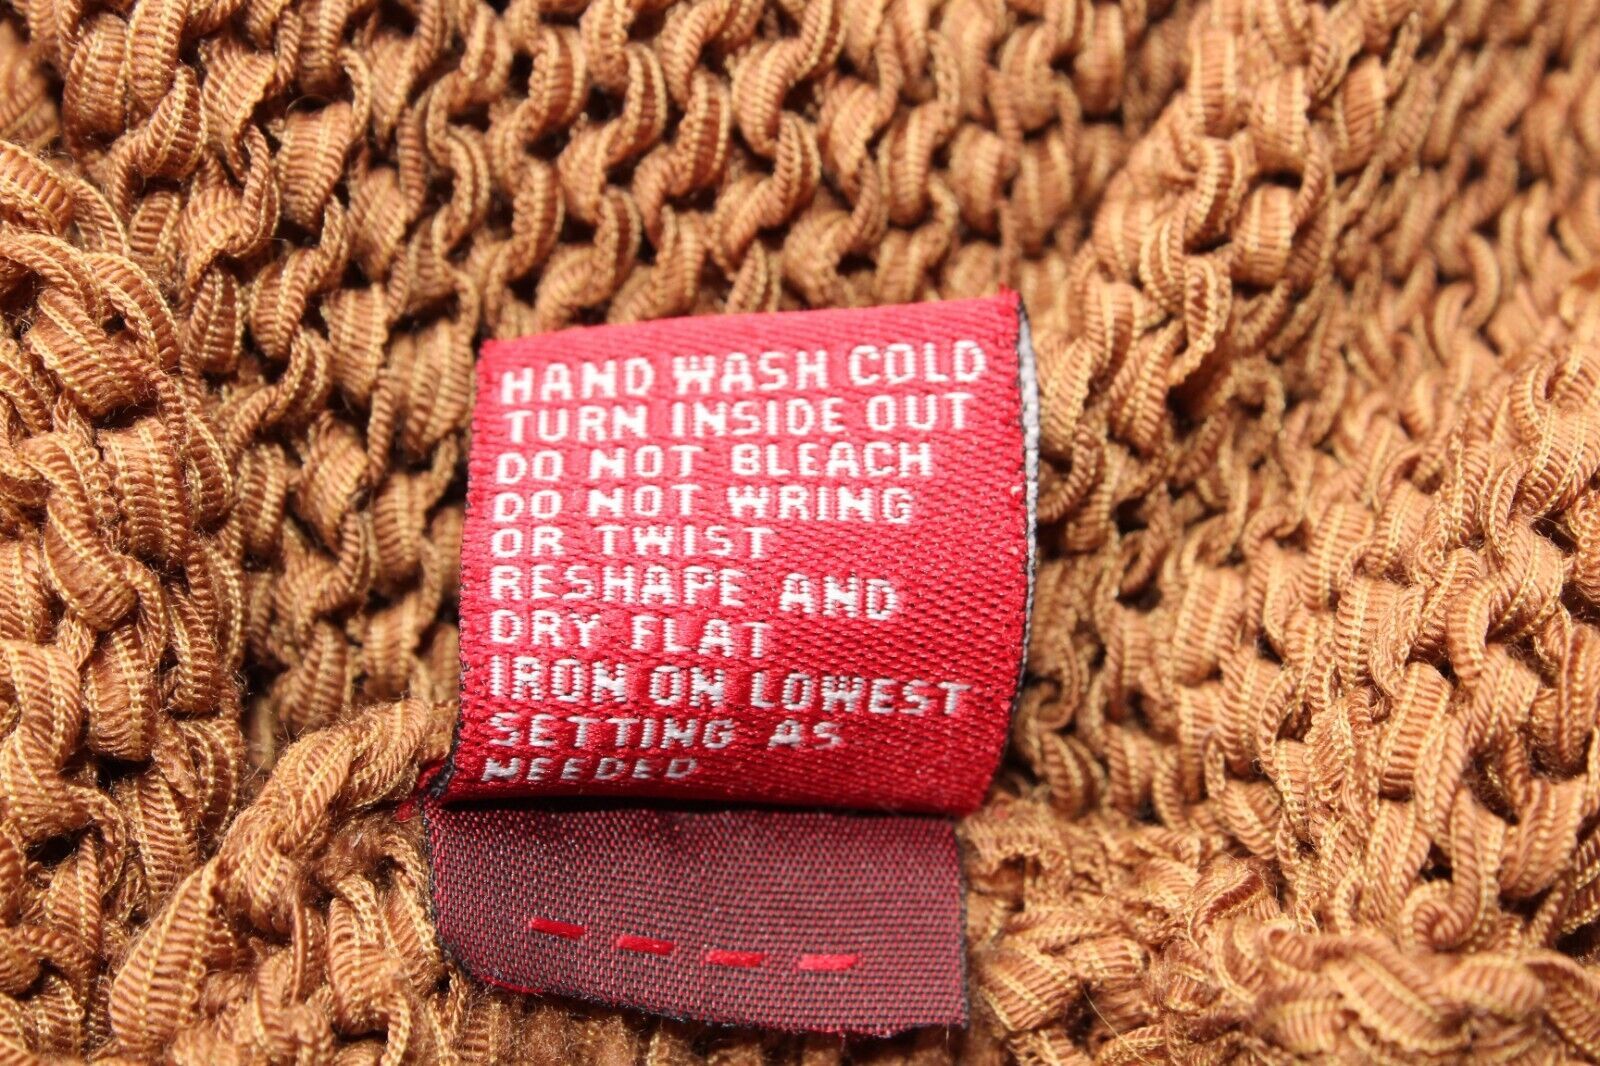 HAND WASH COLD
TURN INSIDE OUT
DO NOT BLEACH
DO NOT WRING
OR TWIST
RESHAPE AND
DRY FLAT
IRON ON LOWEST
SETTING AS
NEEDED